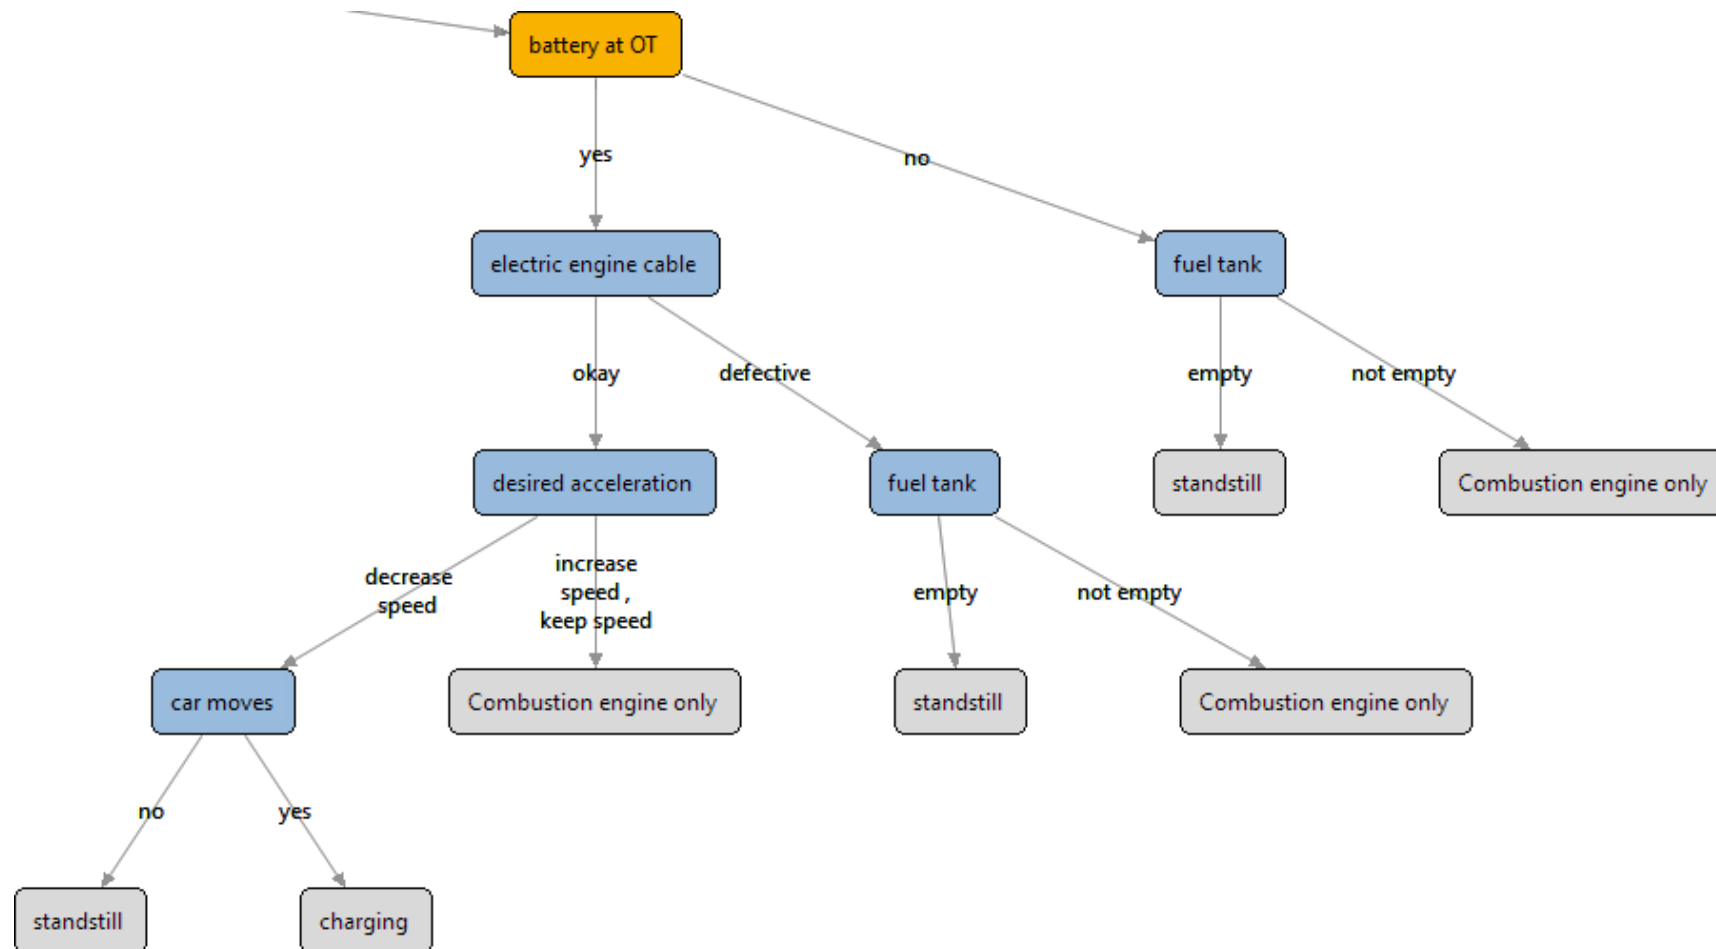 battery at OT
yes
no
electric engine cable
fuel tank
okay
defective
empty
not empty
desired acceleration
fuel tank
standstill
Combustion engine only
decrease
speed
increase
speed ,
keep speed
empty
not empty
car moves
Combustion engine only
standstill
Combustion engine only
no
yes
standstill
charging